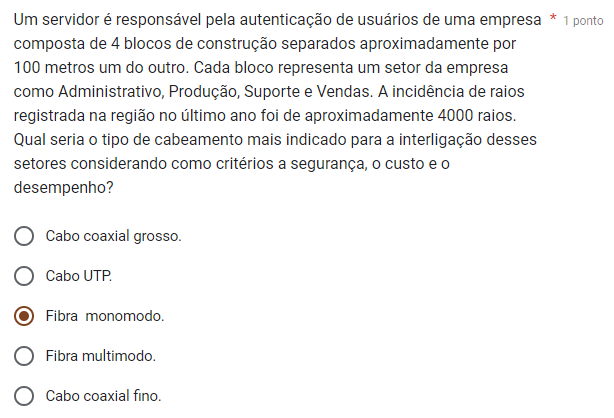 Um servidor é responsável pela autenticação de usuários de uma empresa * 1 ponto
composta de 4 blocos de construção separados aproximadamente por
100 metros um do outro. Cada bloco representa um setor da empresa
como Administrativo, Produção, Suporte e Vendas. A incidência de raios
registrada na região no último ano foi de aproximadamente 4000 raios.
Qual seria o tipo de cabeamento mais indicado para a interligação desses
setores considerando como critérios a segurança, o custo e o
desempenho?
Cabo coaxial grosso.
Cabo UTP.
Fibra monomodo.
Fibra multimodo.
Cabo coaxial fino.